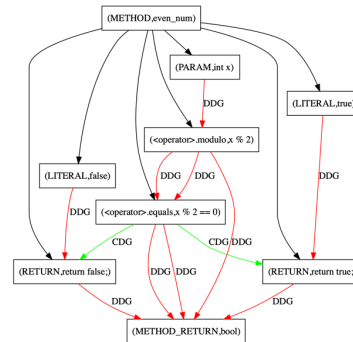 (METHOD,even_num)
(PARAM,int x)
DDG
(LITERAL,true)
(<operator>.modulo,x % 2)
(LITERAL,false)
DDG
DDG
DDG
DDG
(<operator>.equals,x % 2 == 0)
CDG
CDG
DDG
DDG
DDG
(RETURN,return false;)
(RETURN,return true;)
DDG
DDG
(METHOD_RETURN,bool)